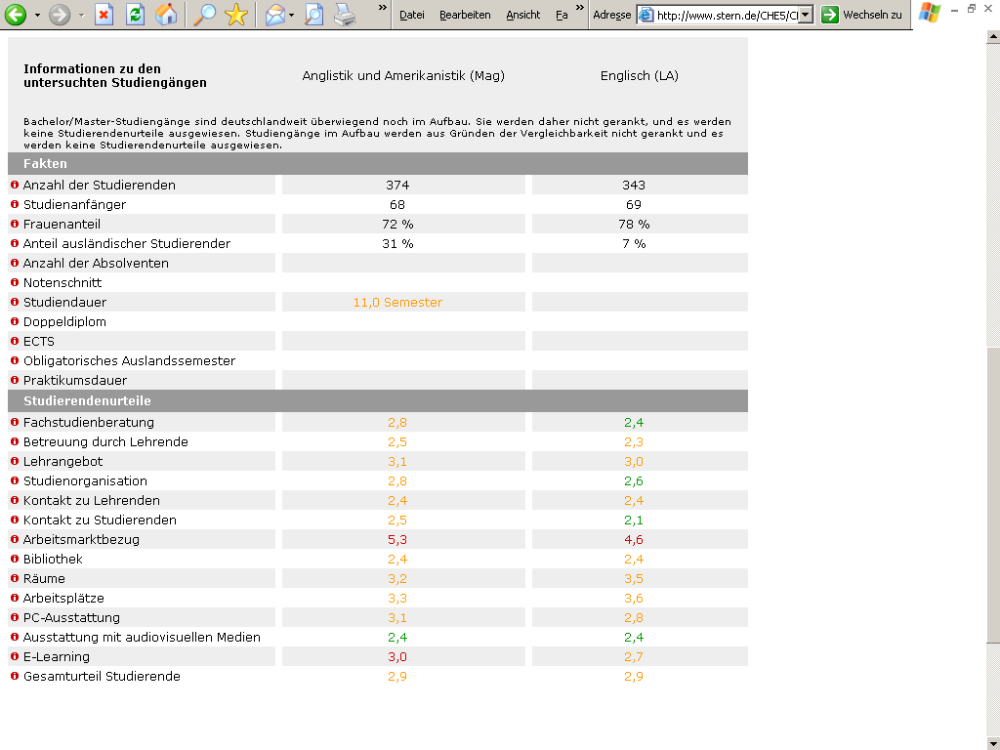 Datei Bearbeiten Ansicht Fa » Adresse http://www.stern.de/CHE5/ Wechseln zu
Informationen zu den untersuchten Studiengängen Anglistik und Amerikanistik (Mag) Englisch (LA)
Bachelor/Master-Studiengänge sind deutschlandweit überwiegend noch im Aufbau. Sie werden daher nicht gerankt, und es werden
keine Studierendenurteile ausgewiesen. Studiengänge im Aufbau werden aus Gründen der Vergleichbarkeit nicht gerankt und es
werden keine Studierendenurteile ausgewiesen.
Fakten
Anzahl der Studierenden 374 343
Studienanfänger 68 69
Frauenanteil 72 % 78 %
Anteil ausländischer Studierender 31 % 7 %
Anzahl der Absolventen
Notenschnitt
Studiendauer 11,0 Semester
Doppeldiplom
ECTS
Obligatorisches Auslandssemester
Praktikumsdauer
Studierendenurteile
Fachstudienberatung 2,8 2,4
Betreuung durch Lehrende 2,5 2,3
Lehrangebot 3,1 3,0
Studienorganisation 2,8 2,6
Kontakt zu Lehrenden 2,4 2,4
Kontakt zu Studierenden 2,5 2,1
Arbeitsmarktbezug 5,3 4,6
Bibliothek 2,4 2,4
Räume 3,2 3,5
Arbeitsplätze 3,3 3,6
PC-Ausstattung 3,1 2,8
Ausstattung mit audiovisuellen Medien 2,4 2,4
E-Learning 3,0 2,7
Gesamturteil Studierende 2,9 2,9